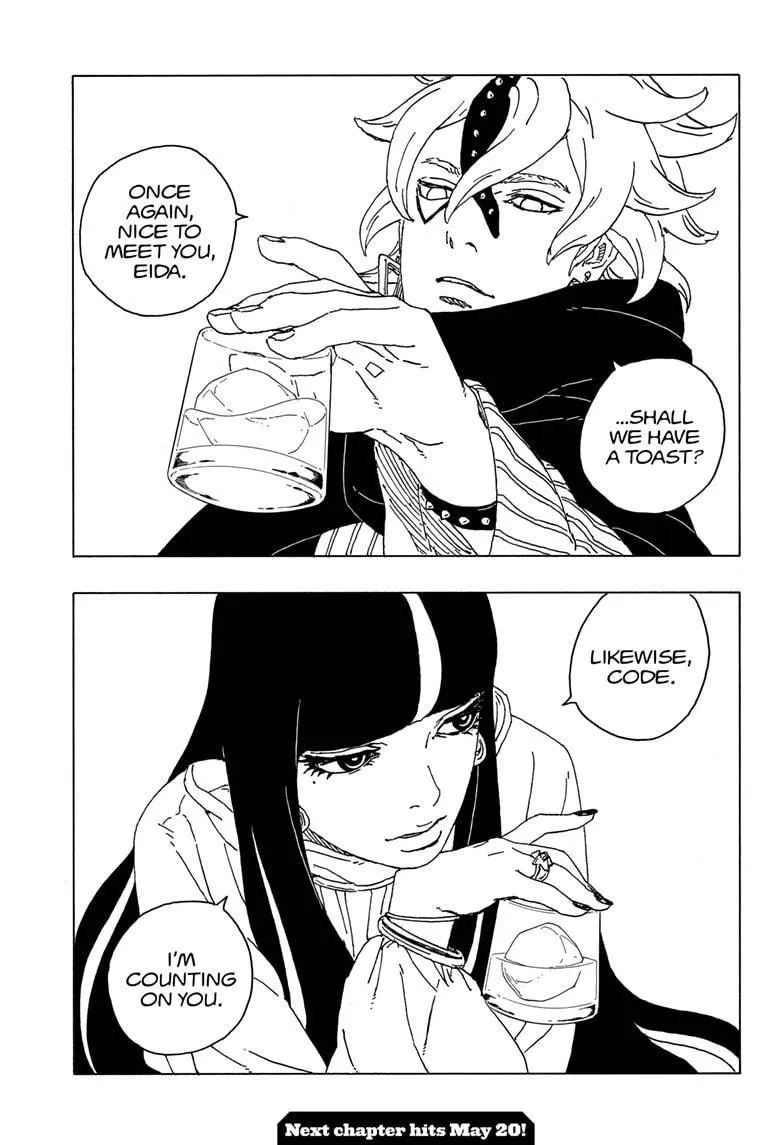 ONCE
AGAIN,
NICE TO
MEET YOU,
EIDA.
...SHALL
WE HAVE
A TOAST?
LIKEWISE,
CODE.
I'M
COUNTING
ON YOU.
Next chapter hits May 20!